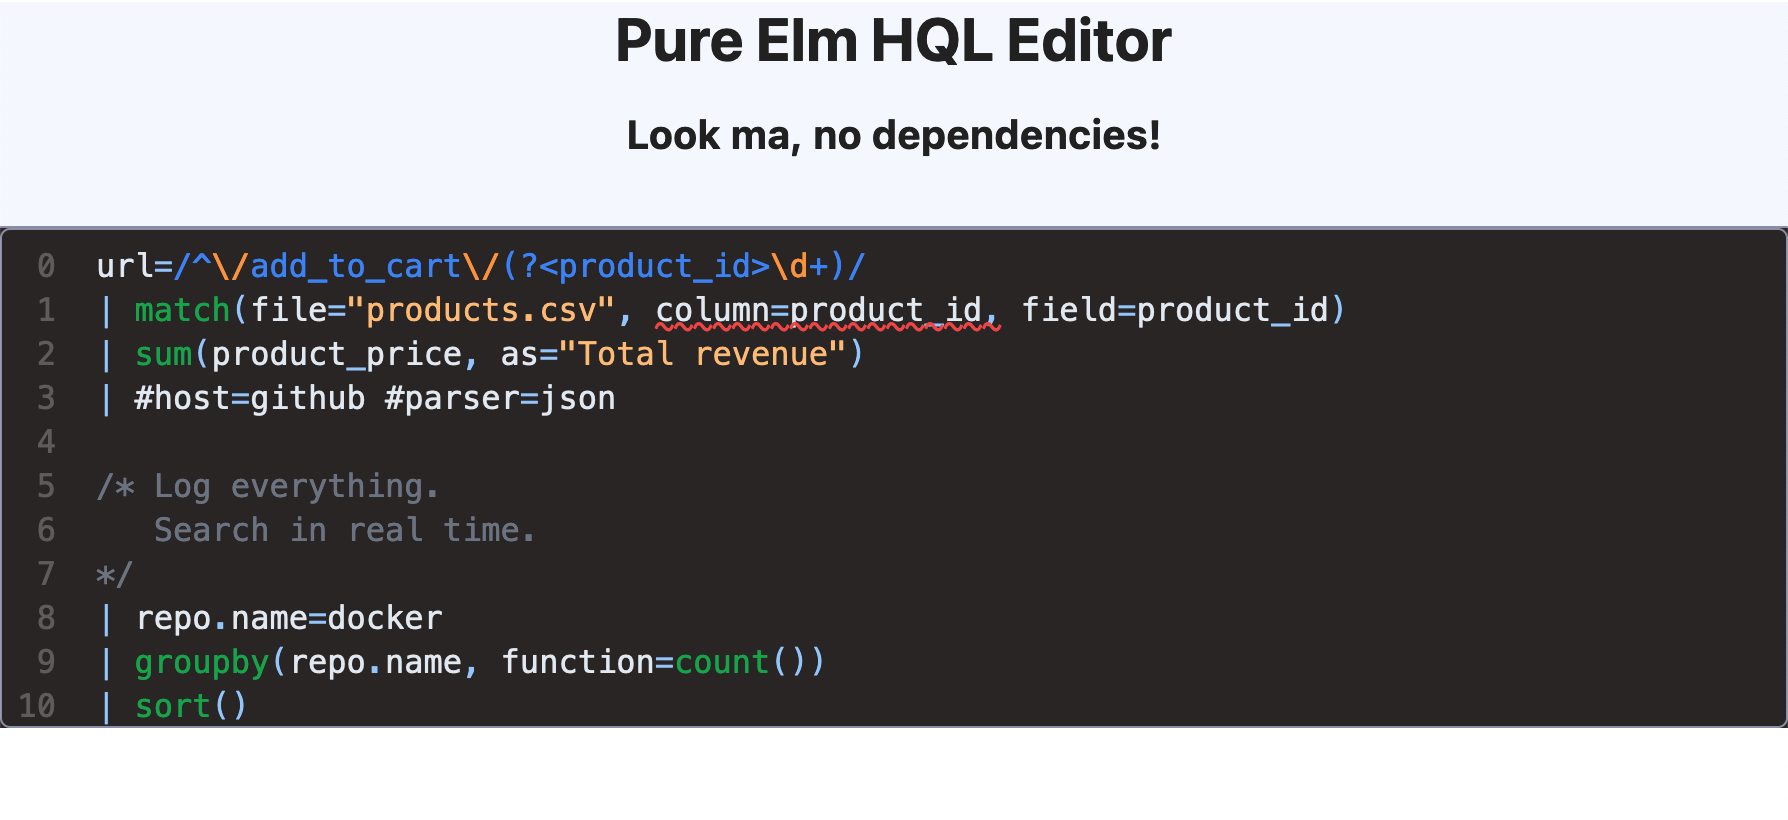 Pure Elm HQL Editor
Look ma, no dependencies!
0 url=/^\/add_to_cart\/(?<product_id>\d+)/
1 | match(file="products.csv", column=product_id, field=product_id)
2 | sum(product_price, as="Total revenue")
3 | #host=github #parser=json
4
5 /* Log everything.
6    Search in real time.
7 */
8 | repo.name=docker
9 | groupby(repo.name, function=count())
10 | sort()